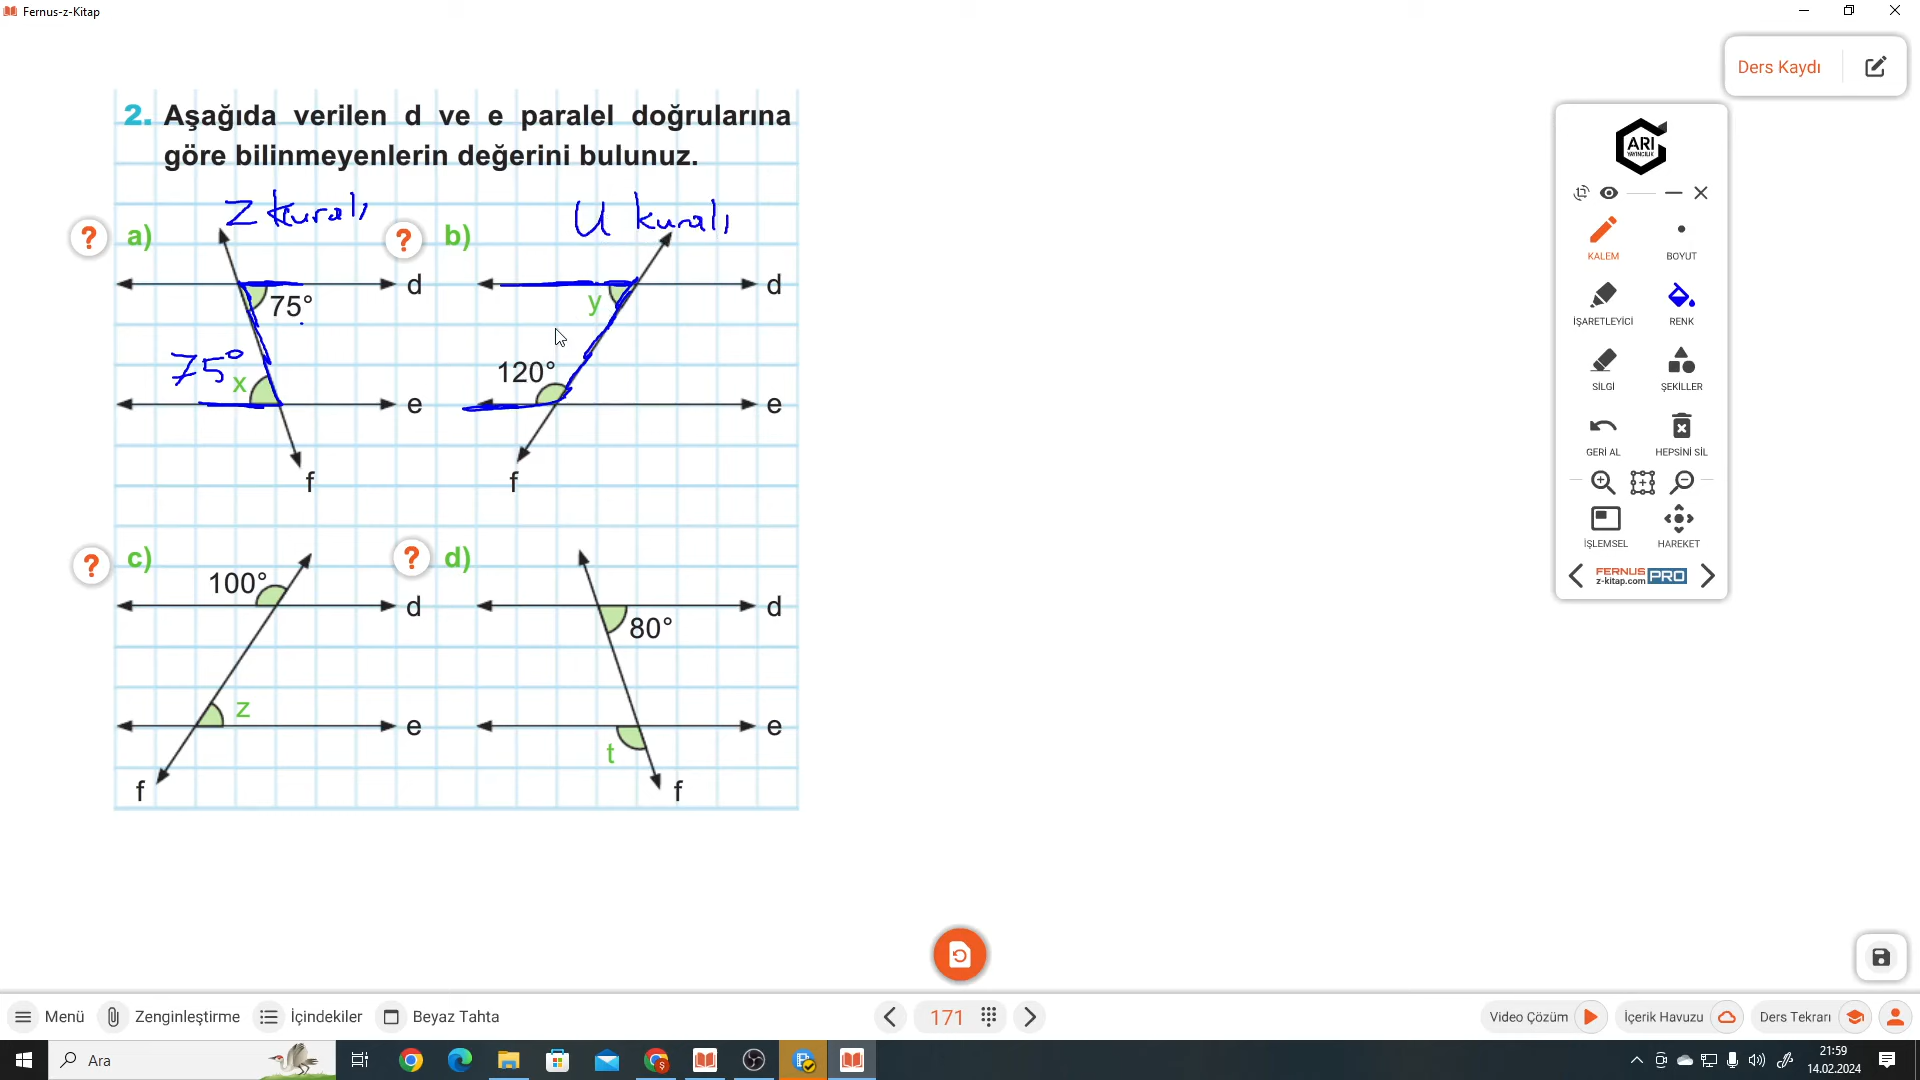 Fernus-z-Kitap
Ders Kaydı
2. Aşağıda verilen d ve e paralel doğrularına
göre bilinmeyenlerin değerini bulunuz.
Z kuralı
U kuralı
? a)
? b)
d
75°
75°
x
e
f
d
y
120°
e
f
? c)
? d)
100°
d
z
e
f
d
80°
e
t
f
ARI
YAYINCILIK
KALEM
BOYUT
İŞARETLEYİCİ
RENK
SİLGİ
ŞEKİLLER
GERİ AL
HEPSİNİ SİL
İŞLEMSEL
HAREKET
FERNUS
z-kitap.com PRO
Menü
Zenginleştirme
İçindekiler
Beyaz Tahta
171
Video Çözüm
İçerik Havuzu
Ders Tekrarı
Ara
21:59
14.02.2024